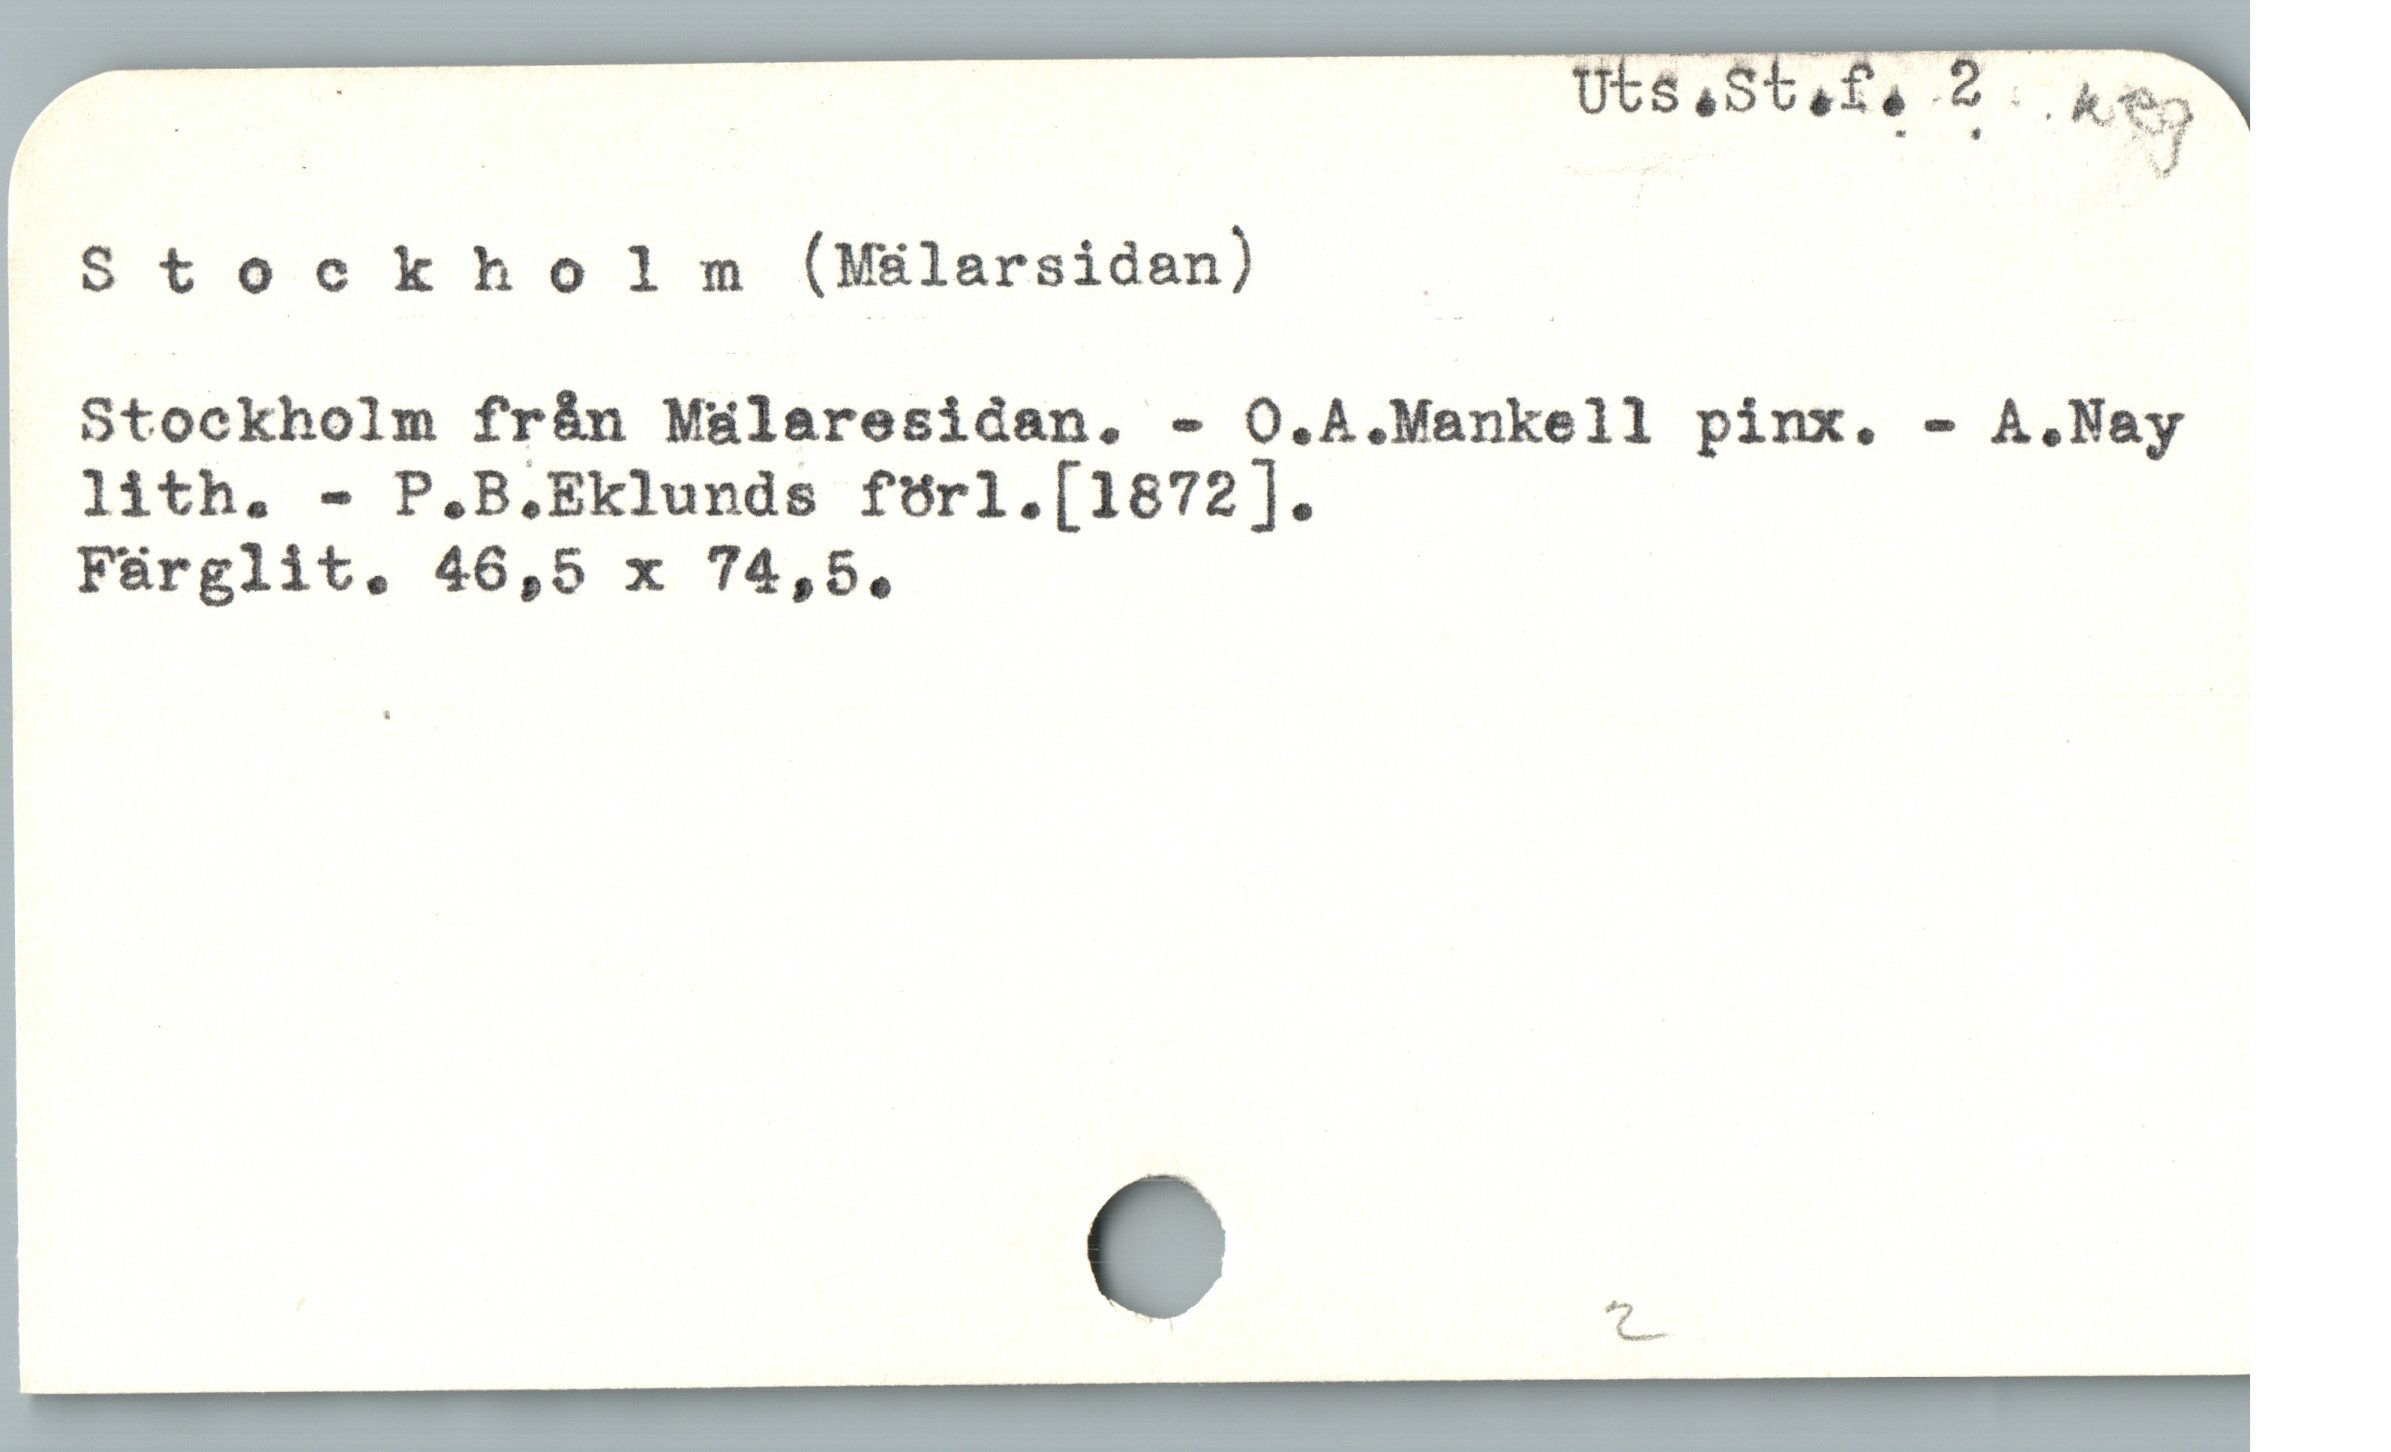 Uts.St.f. 2
S t o c k h o l m (Mälarsidan)
Stockholm från Mälaresidan. - O.A.Mankell pinx. - A.Nay
lith. - P.B.Eklunds förl.[1872].
Färglit. 46,5 x 74,5.
2